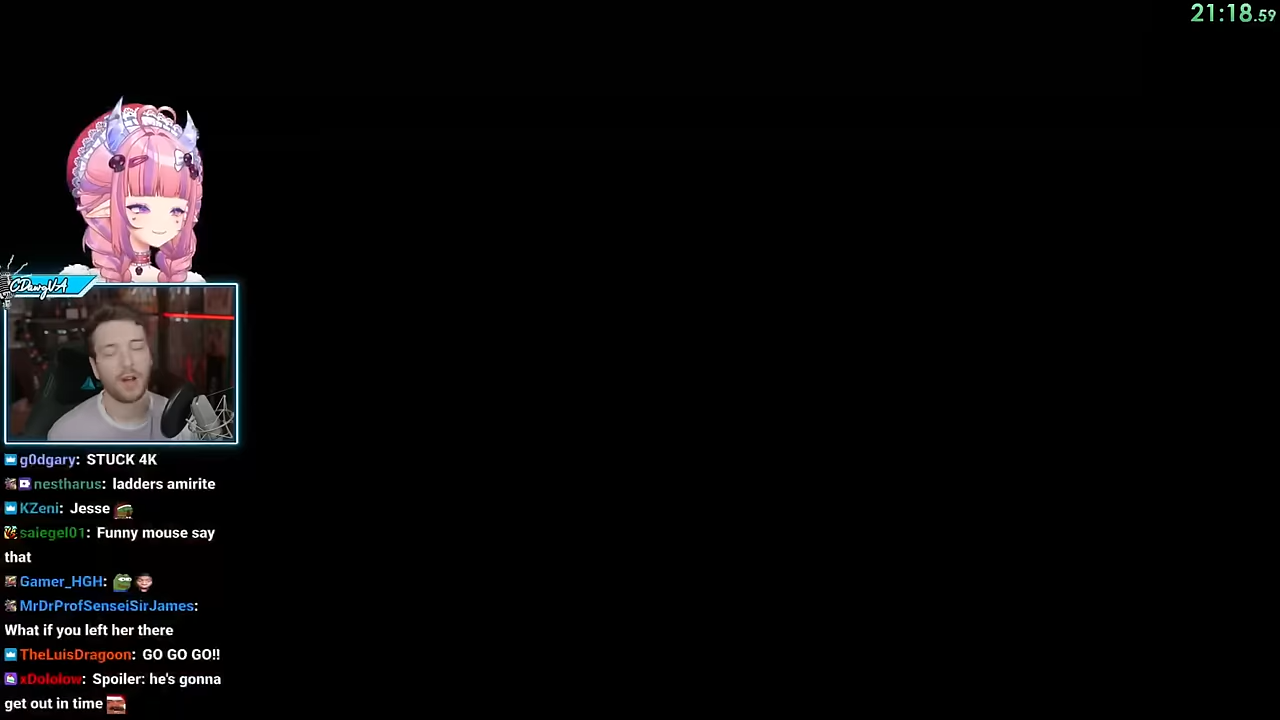 21:18.59
CDawgVA
g0dgary: STUCK 4K
nestharus: ladders amirite
KZeni: Jesse
saiegel01: Funny mouse say
that
Gamer_HGH:
MrDrProfSenseiSirJames:
What if you left her there
TheLuisDragoon: GO GO GO!!
xDololow: Spoiler: he's gonna
get out in time